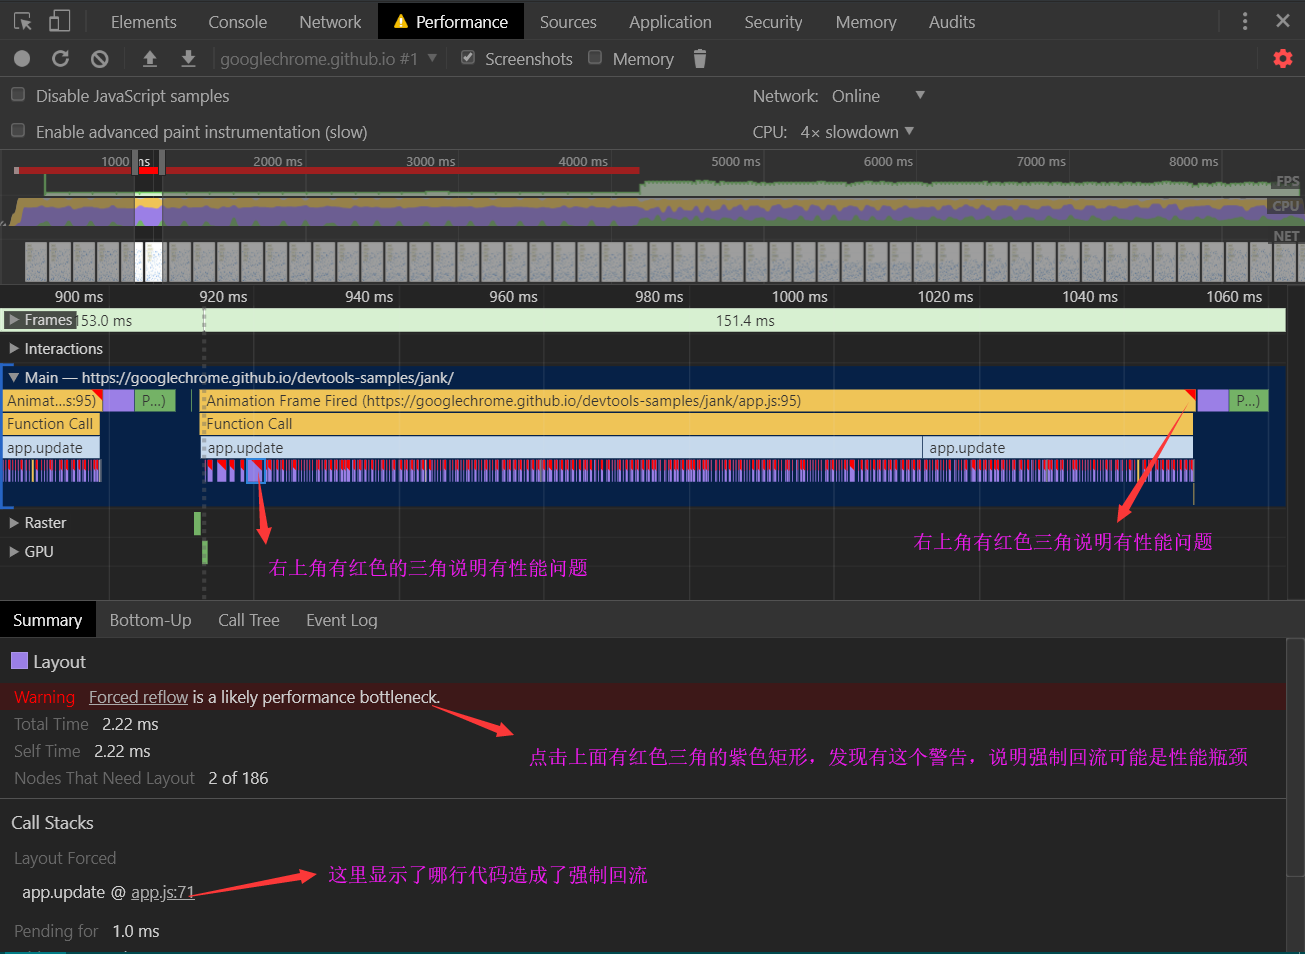 Elements Console Network Performance Sources Application Security Memory Audits
googlechrome.github.io #1 Screenshots Memory
Disable JavaScript samples Network: Online
Enable advanced paint instrumentation (slow) CPU: 4× slowdown
1000 ms 2000 ms 3000 ms 4000 ms 5000 ms 6000 ms 7000 ms 8000 ms
FPS
CPU
NET
900 ms 920 ms 940 ms 960 ms 980 ms 1000 ms 1020 ms 1040 ms 1060 ms
Frames 153.0 ms 151.4 ms
Interactions
Main — https://googlechrome.github.io/devtools-samples/jank/
Animat...s:95) P...) Animation Frame Fired (https://googlechrome.github.io/devtools-samples/jank/app.js:95) P...)
Function Call Function Call
app.update app.update app.update
Raster
右上角有红色三角说明有性能问题
GPU
右上角有红色的三角说明有性能问题
Summary Bottom-Up Call Tree Event Log
Layout
Warning Forced reflow is a likely performance bottleneck.
Total Time 2.22 ms
Self Time 2.22 ms
点击上面有红色三角的紫色矩形，发现有这个警告，说明强制回流可能是性能瓶颈
Nodes That Need Layout 2 of 186
Call Stacks
Layout Forced
这里显示了哪行代码造成了强制回流
app.update @ app.js:71
Pending for 1.0 ms